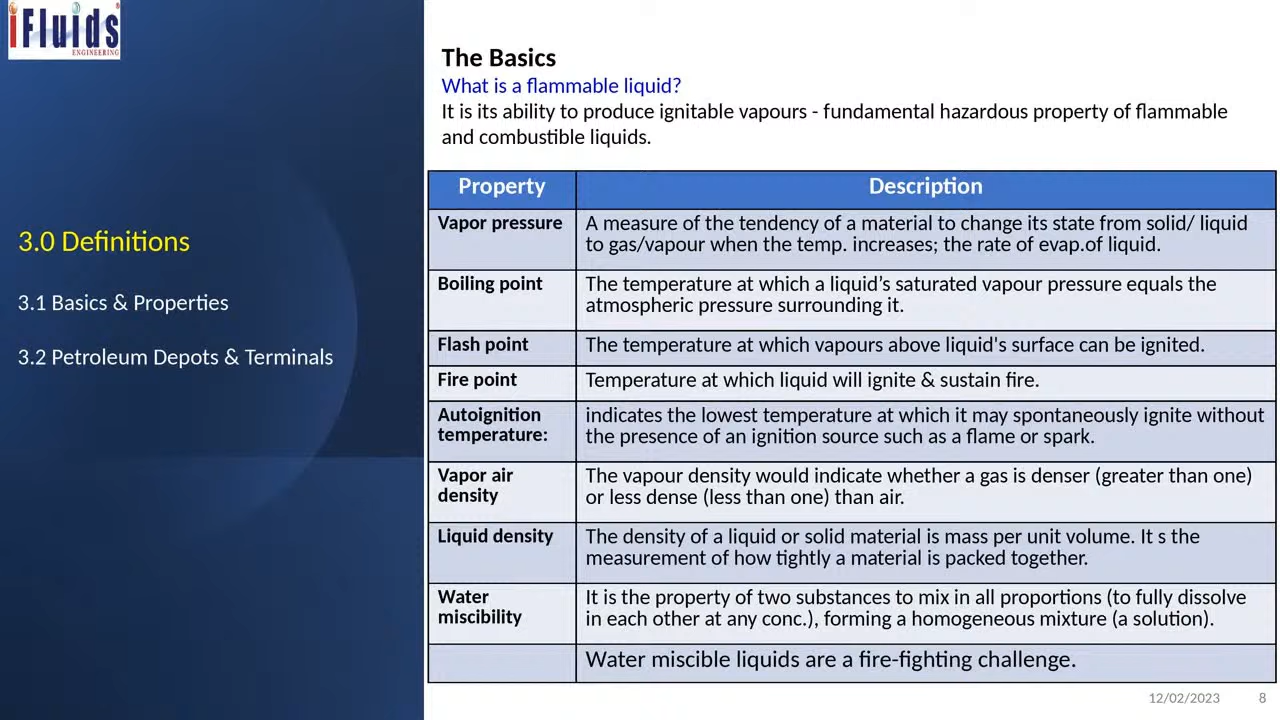 iFluids
ENGINEERING
®
3.0 Definitions
3.1 Basics & Properties
3.2 Petroleum Depots & Terminals
The Basics
What is a flammable liquid?
It is its ability to produce ignitable vapours - fundamental hazardous property of flammable
and combustible liquids.
Property Description
Vapor pressure A measure of the tendency of a material to change its state from solid/ liquid
to gas/vapour when the temp. increases; the rate of evap.of liquid.
Boiling point The temperature at which a liquid’s saturated vapour pressure equals the
atmospheric pressure surrounding it.
Flash point The temperature at which vapours above liquid's surface can be ignited.
Fire point Temperature at which liquid will ignite & sustain fire.
Autoignition indicates the lowest temperature at which it may spontaneously ignite without
temperature: the presence of an ignition source such as a flame or spark.
Vapor air The vapour density would indicate whether a gas is denser (greater than one)
density or less dense (less than one) than air.
Liquid density The density of a liquid or solid material is mass per unit volume. It s the
measurement of how tightly a material is packed together.
Water It is the property of two substances to mix in all proportions (to fully dissolve
miscibility in each other at any conc.), forming a homogeneous mixture (a solution).
Water miscible liquids are a fire-fighting challenge.
12/02/2023 8